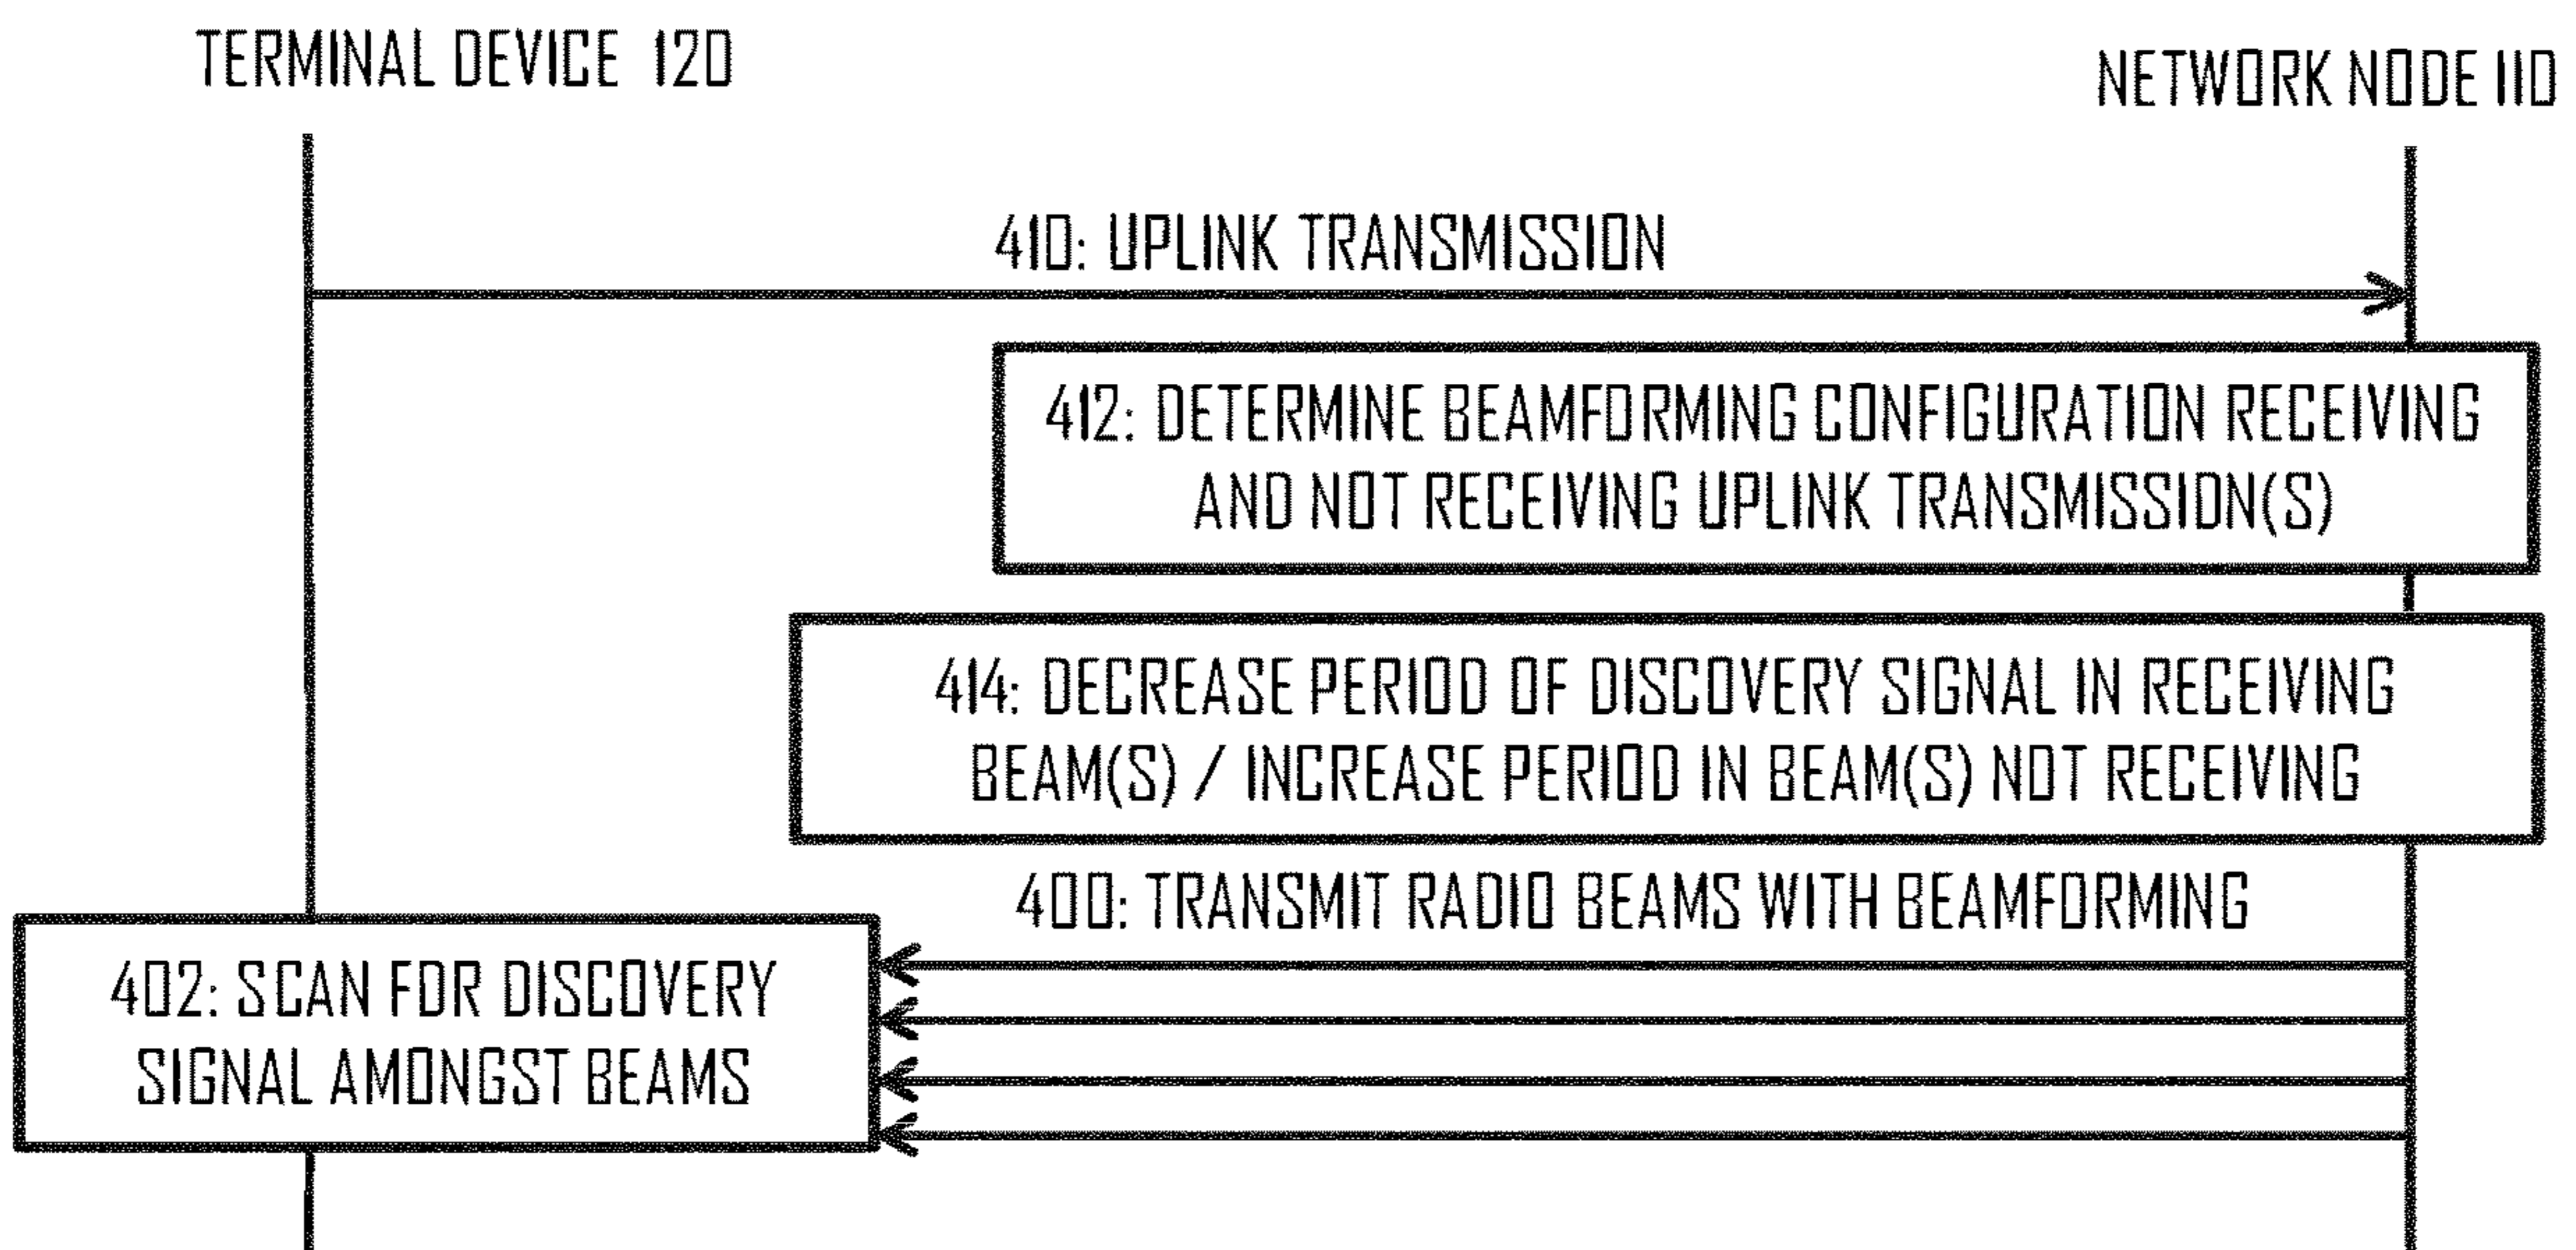 TERMINAL DEVICE 120
NETWORK NODE 110
410: UPLINK TRANSMISSION
412: DETERMINE BEAMFORMING CONFIGURATION RECEIVING
AND NOT RECEIVING UPLINK TRANSMISSION(S)
414: DECREASE PERIOD OF DISCOVERY SIGNAL IN RECEIVING
BEAM(S) / INCREASE PERIOD IN BEAM(S) NOT RECEIVING
400: TRANSMIT RADIO BEAMS WITH BEAMFORMING
402: SCAN FOR DISCOVERY
SIGNAL AMONGST BEAMS